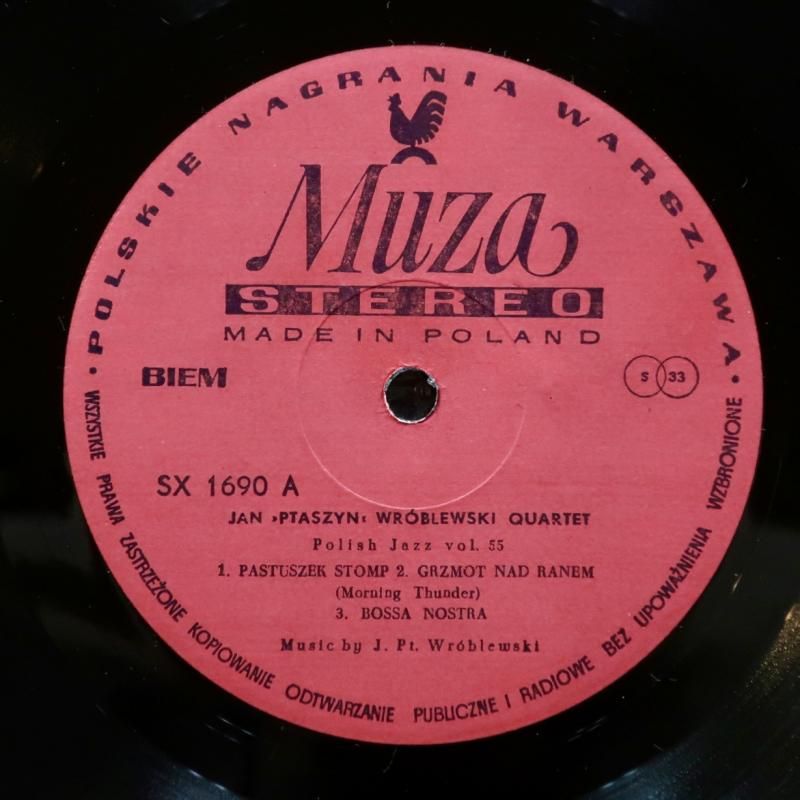 POLSKIE NAGRANIA WARSZAWA
Muza
STEREO
MADE IN POLAND
BIEM
S 33
SX 1690 A
JAN »PTASZYN« WRÓBLEWSKI QUARTET
Polish Jazz vol. 55
1. PASTUSZEK STOMP 2. GRZMOT NAD RANEM
(Morning Thunder)
3. BOSSA NOSTRA
Music by J. Pt. Wróblewski
WSZYSTKIE PRAWA ZASTRZEŻONE KOPIOWANIE ODTWARZANIE PUBLICZNE I RADIOWE BEZ UPOWAŻNIENIA WZBRONIONE